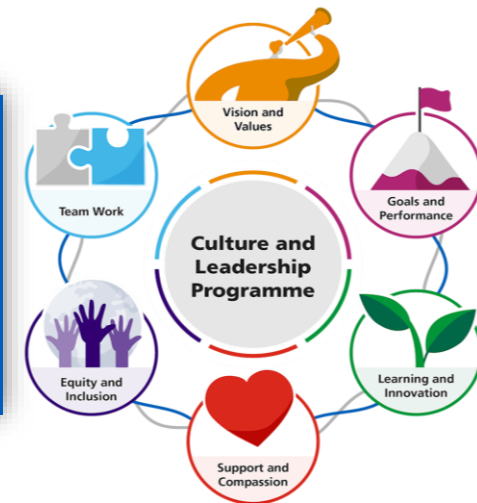 Vision and
Values
Goals and
Performance
Learning and
Innovation
Support and
Compassion
Equity and
Inclusion
Team Work
Culture and
Leadership
Programme